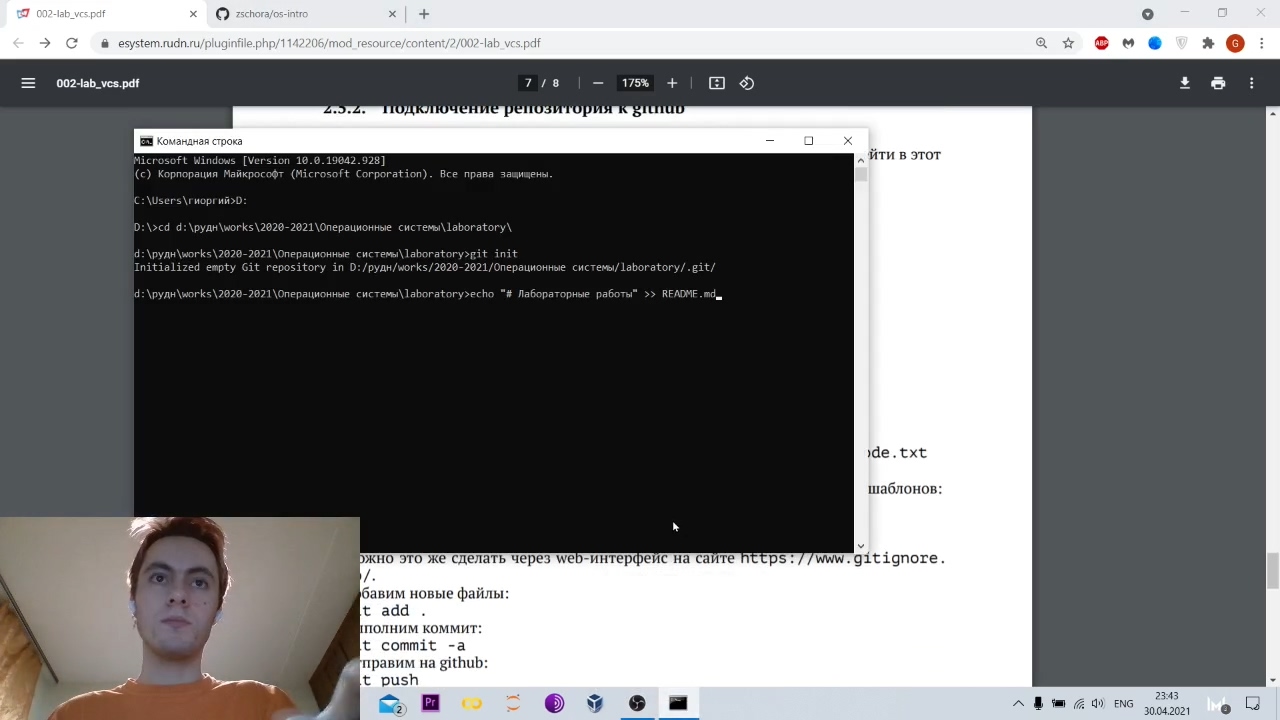 002-lab_vcs.pdf
zschora/os-intro
esystem.rudn.ru/pluginfile.php/1142206/mod_resource/content/2/002-lab_vcs.pdf
ABP
G
002-lab_vcs.pdf
7 / 8
175%
2.5.2. Подключение репозитория к github
йти в этот
Командная строка
Microsoft Windows [Version 10.0.19042.928]
(c) Корпорация Майкрософт (Microsoft Corporation). Все права защищены.
C:\Users\гиоргий>D:
D:\>cd d:\рудн\works\2020-2021\Операционные системы\laboratory\
d:\рудн\works\2020-2021\Операционные системы\laboratory>git init
Initialized empty Git repository in D:/рудн/works/2020-2021/Операционные системы/laboratory/.git/
d:\рудн\works\2020-2021\Операционные системы\laboratory>echo "# Лабораторные работы" >> README.md
ode.txt
шаблонов:
ожно это же сделать через web-интерфейс на сайте https://www.gitignore.
/.
бавим новые файлы:
t add .
полним коммит:
t commit -a
правим на github:
t push
2
Pr
ENG
23:43
30.04.2021